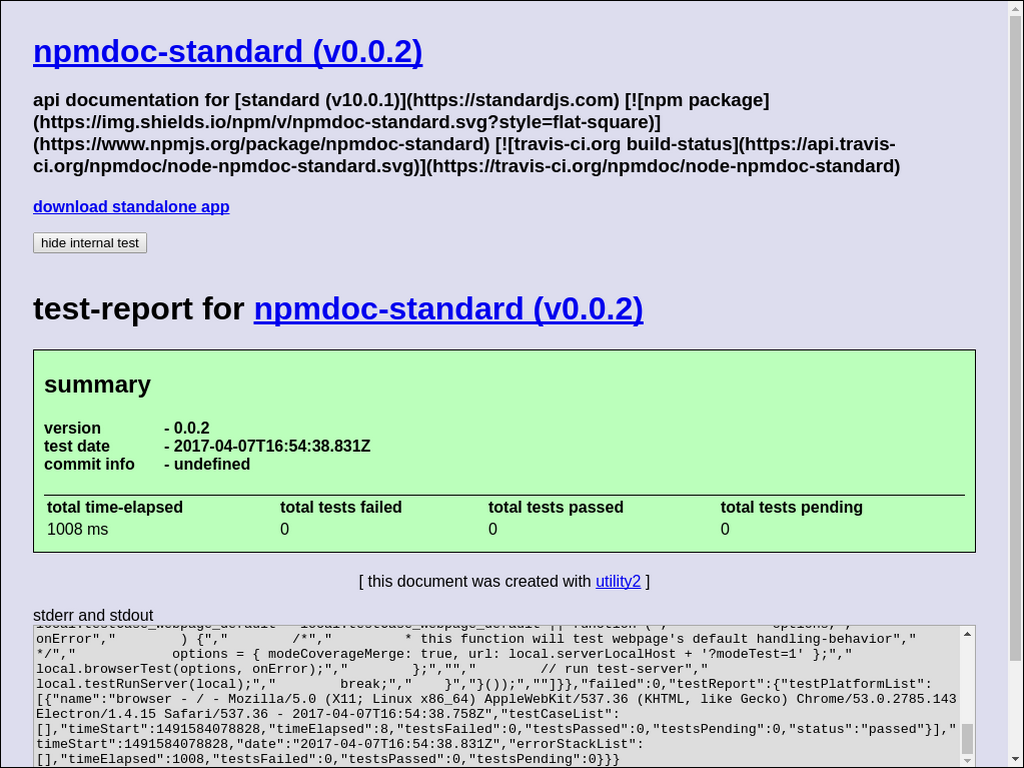 npmdoc-standard (v0.0.2)
api documentation for [standard (v10.0.1)](https://standardjs.com) [![npm package]
(https://img.shields.io/npm/v/npmdoc-standard.svg?style=flat-square)]
(https://www.npmjs.org/package/npmdoc-standard) [![travis-ci.org build-status](https://api.travis-
ci.org/npmdoc/node-npmdoc-standard.svg)](https://travis-ci.org/npmdoc/node-npmdoc-standard)
download standalone app
hide internal test
test-report for npmdoc-standard (v0.0.2)
summary
version - 0.0.2
test date - 2017-04-07T16:54:38.831Z
commit info - undefined
total time-elapsed total tests failed total tests passed total tests pending
1008 ms 0 0 0
[ this document was created with utility2 ]
stderr and stdout
local.testCase_webpage_default = local.testCase_webpage_default || function ("," options,"
onError"," ) {"," /*"," * this function will test webpage's default handling-behavior","
*/"," options = { modeCoverageMerge: true, url: local.serverLocalHost + '?modeTest=1' };","
local.browserTest(options, onError);"," };",""," // run test-server","
local.testRunServer(local);"," break;"," }","}());",""]}},"failed":0,"testReport":{"testPlatformList":
[{"name":"browser - / - Mozilla/5.0 (X11; Linux x86_64) AppleWebKit/537.36 (KHTML, like Gecko) Chrome/53.0.2785.143
Electron/1.4.15 Safari/537.36 - 2017-04-07T16:54:38.758Z","testCaseList":
[],"timeStart":1491584078828,"timeElapsed":8,"testsFailed":0,"testsPassed":0,"testsPending":0,"status":"passed"}],"
timeStart":1491584078828,"date":"2017-04-07T16:54:38.831Z","errorStackList":
[],"timeElapsed":1008,"testsFailed":0,"testsPassed":0,"testsPending":0}}}